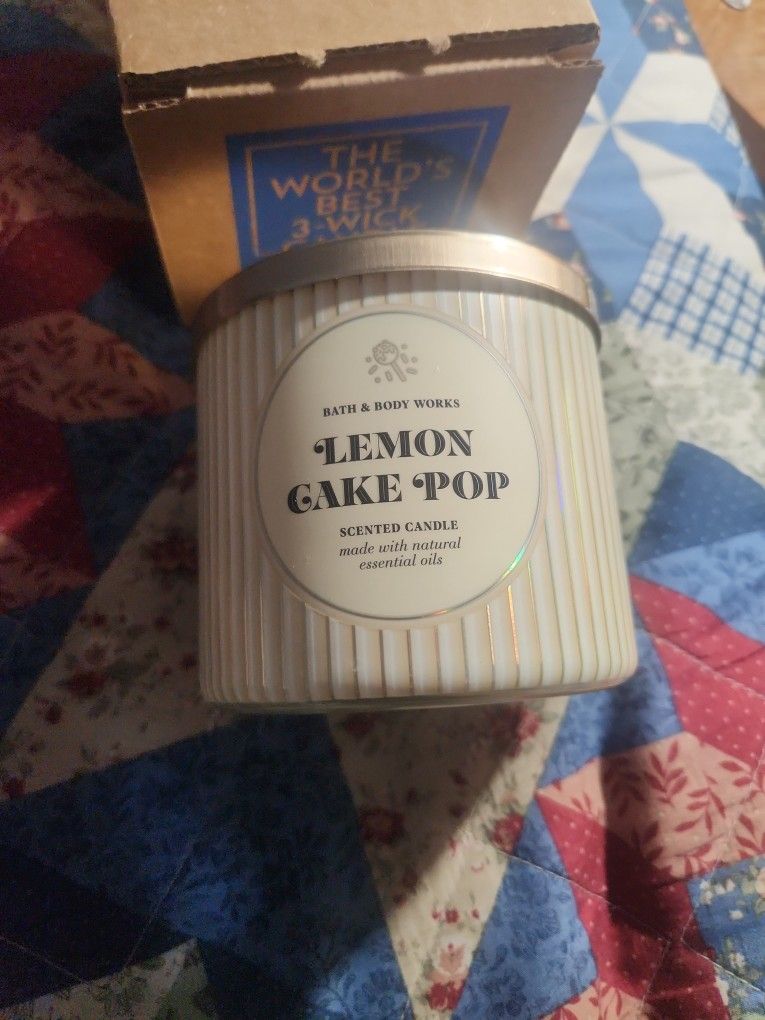 THE
WORLD'S
BEST
3-WICK
BATH & BODY WORKS
LEMON
CAKE POP
SCENTED CANDLE
made with natural
essential oils